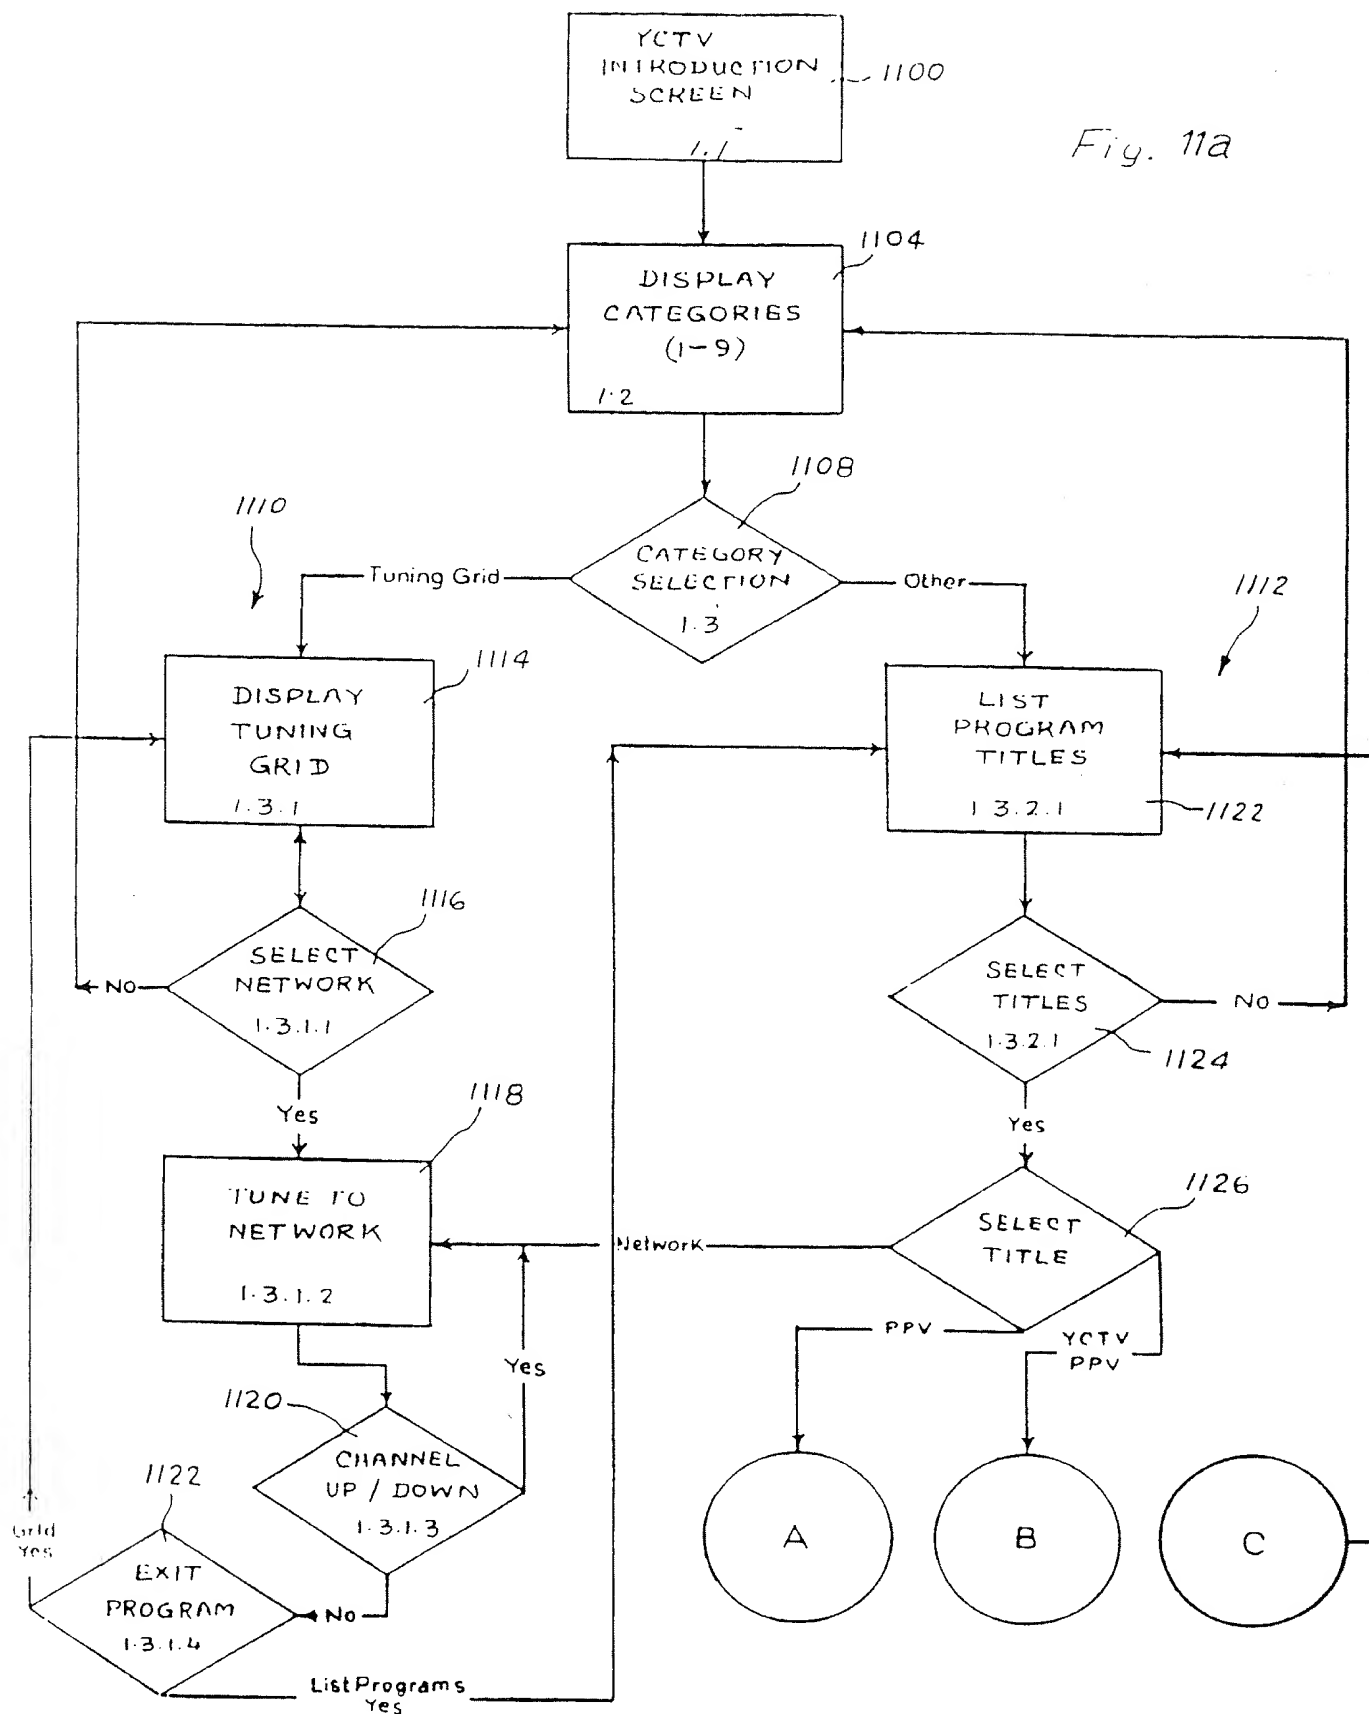 YCTV
INTRODUCTION
SCREEN
1.1
1100
Fig. 11a
1104
DISPLAY
CATEGORIES
(1-9)
1.2
1108
CATEGORY
SELECTION
1.3
1110
Tuning Grid
Other
1112
1114
DISPLAY
TUNING
GRID
1.3.1
LIST
PROGRAM
TITLES
1 3.2.1
1122
1116
SELECT
NETWORK
1.3.1.1
No
Yes
SELECT
TITLES
1.3.2.1
1124
No
Yes
1118
TUNE TO
NETWORK
1.3.1.2
Network
1126
SELECT
TITLE
PPV
YCTV
PPV
Yes
1120
CHANNEL
UP / DOWN
1.3.1.3
No
1122
Grid
Yes
EXIT
PROGRAM
1.3.1.4
List Programs
Yes
A
B
C